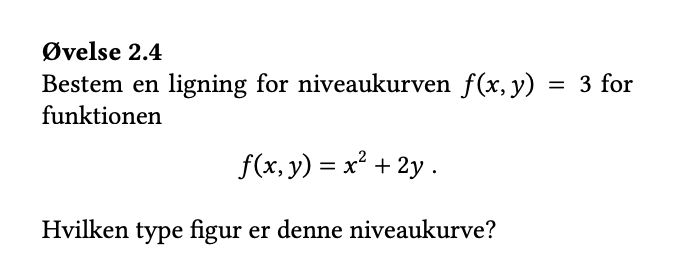 Øvelse 2.4
Bestem en ligning for niveaukurven f(x, y) = 3 for
funktionen
f(x, y) = x² + 2y .
Hvilken type figur er denne niveaukurve?